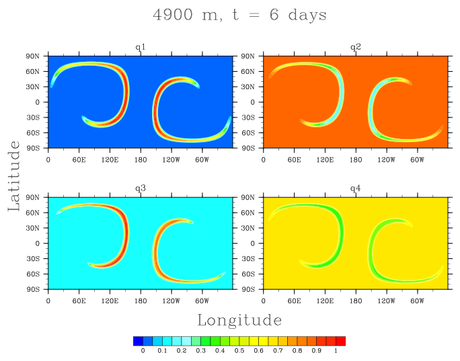 4900 m, t = 6 days
q1 q2
90N 90N
60N 60N
30N 30N
0 0
30S 30S
60S 60S
90S 90S
0 60E 120E 180 120W 60W 0 60E 120E 180 120W 60W
q3 q4
90N 90N
60N 60N
30N 30N
0 0
30S 30S
60S 60S
90S 90S
0 60E 120E 180 120W 60W 0 60E 120E 180 120W 60W
Latitude
Longitude
0 0.1 0.2 0.3 0.4 0.5 0.6 0.7 0.8 0.9 1